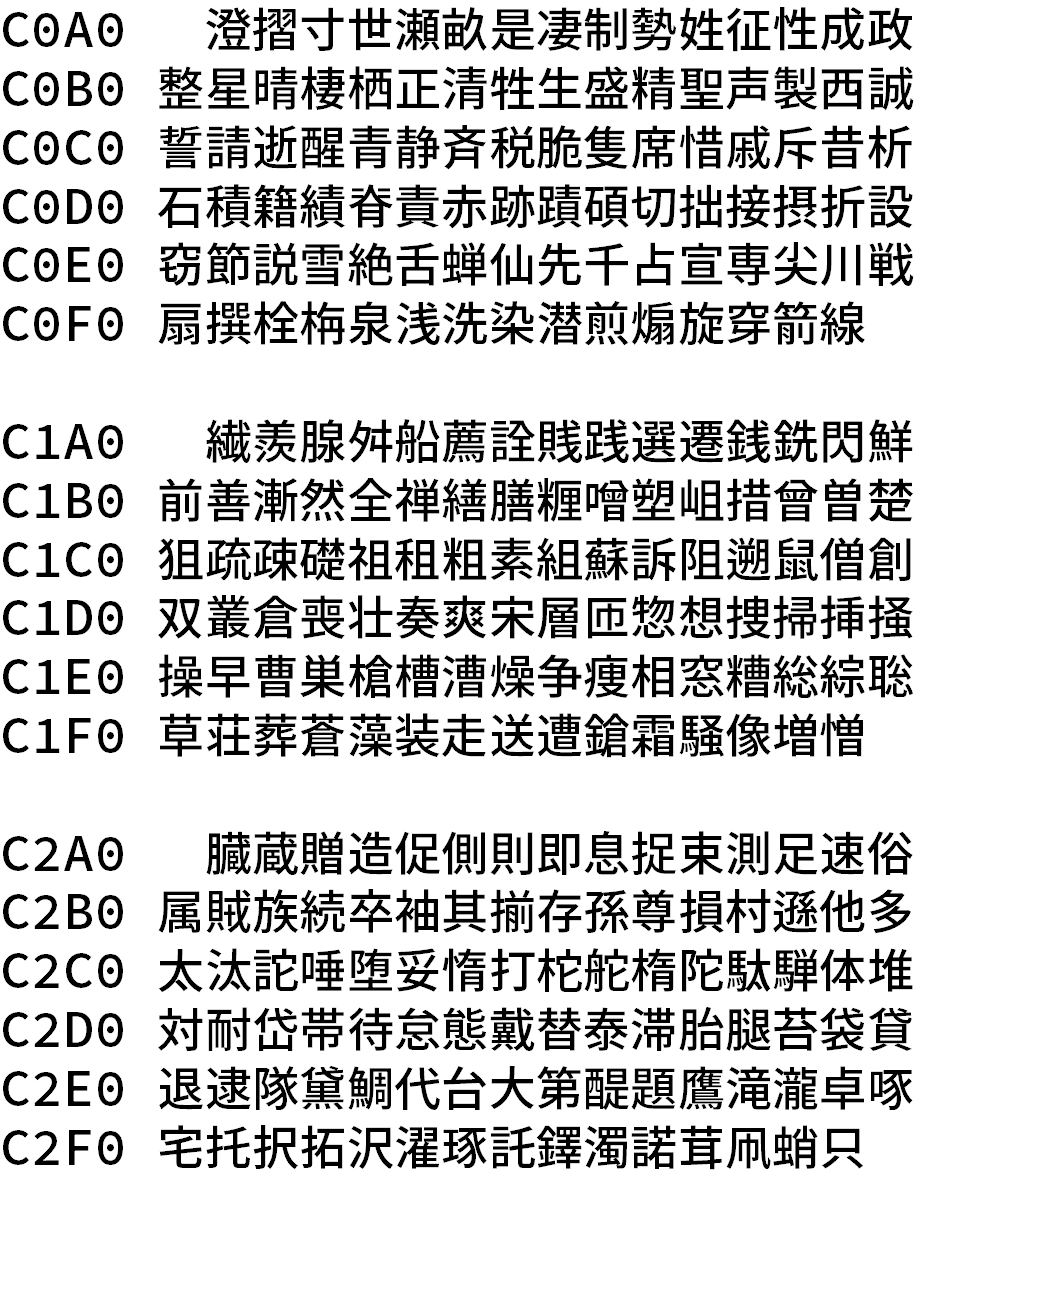 C0A0 　澄摺寸世瀬畝是凄制勢姓征性成政
C0B0 整星晴棲栖正清牲生盛精聖声製西誠
C0C0 誓請逝醒青静斉税脆隻席惜戚斥昔析
C0D0 石積籍績脊責赤跡蹟碩切拙接摂折設
C0E0 窃節説雪絶舌蝉仙先千占宣専尖川戦
C0F0 扇撰栓栴泉浅洗染潜煎煽旋穿箭線
C1A0 　繊羨腺舛船薦詮賎践選遷銭銑閃鮮
C1B0 前善漸然全禅繕膳糎噌塑岨措曾曽楚
C1C0 狙疏疎礎祖租粗素組蘇訴阻遡鼠僧創
C1D0 双叢倉喪壮奏爽宋層匝惣想捜掃挿掻
C1E0 操早曹巣槍槽漕燥争痩相窓糟総綜聡
C1F0 草荘葬蒼藻装走送遭鎗霜騒像増憎
C2A0 　臓蔵贈造促側則即息捉束測足速俗
C2B0 属賊族続卒袖其揃存孫尊損村遜他多
C2C0 太汰詑唾堕妥惰打柁舵楕陀駄騨体堆
C2D0 対耐岱帯待怠態戴替泰滞胎腿苔袋貸
C2E0 退逮隊黛鯛代台大第醍題鷹滝瀧卓啄
C2F0 宅托択拓沢濯琢託鐸濁諾茸凧蛸只